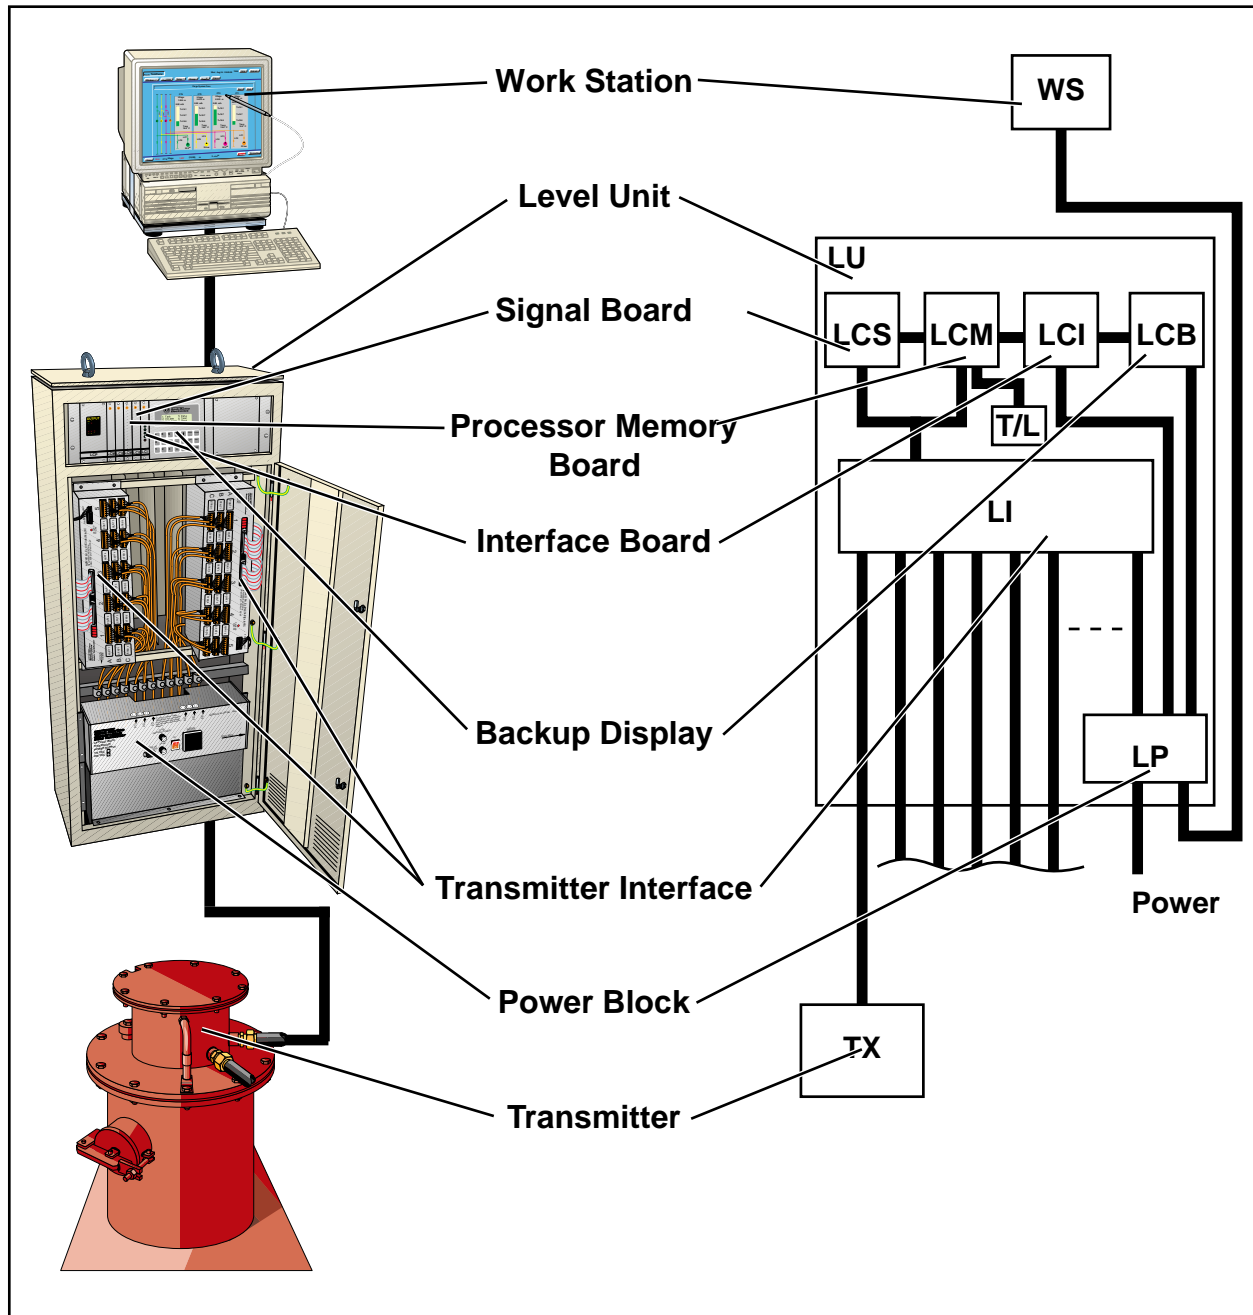 Work Station
WS
Level Unit
LU
Signal Board
LCS
LCM
LCI
LCB
Processor Memory
Board
T/L
Interface Board
LI
Backup Display
LP
Transmitter Interface
Power
Power Block
TX
Transmitter
A
B
C
A
B
C